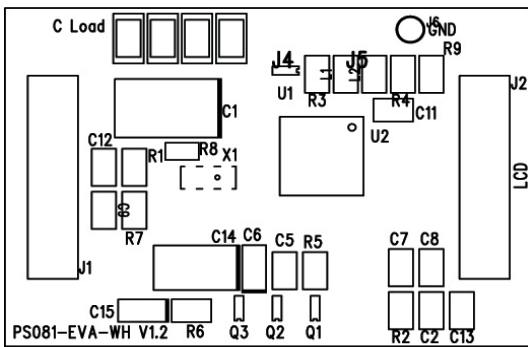 C Load
J6
GND
J4
J5
R9
L1
L2
U1
R3
R4
J2
C1
C11
U2
C12
R1
R8
X1
LCD
C9
R7
C14
C6
C5
R5
C7
C8
J1
C15
PS081-EVA-WH V1.2
R6
Q3
Q2
Q1
R2
C2
C13